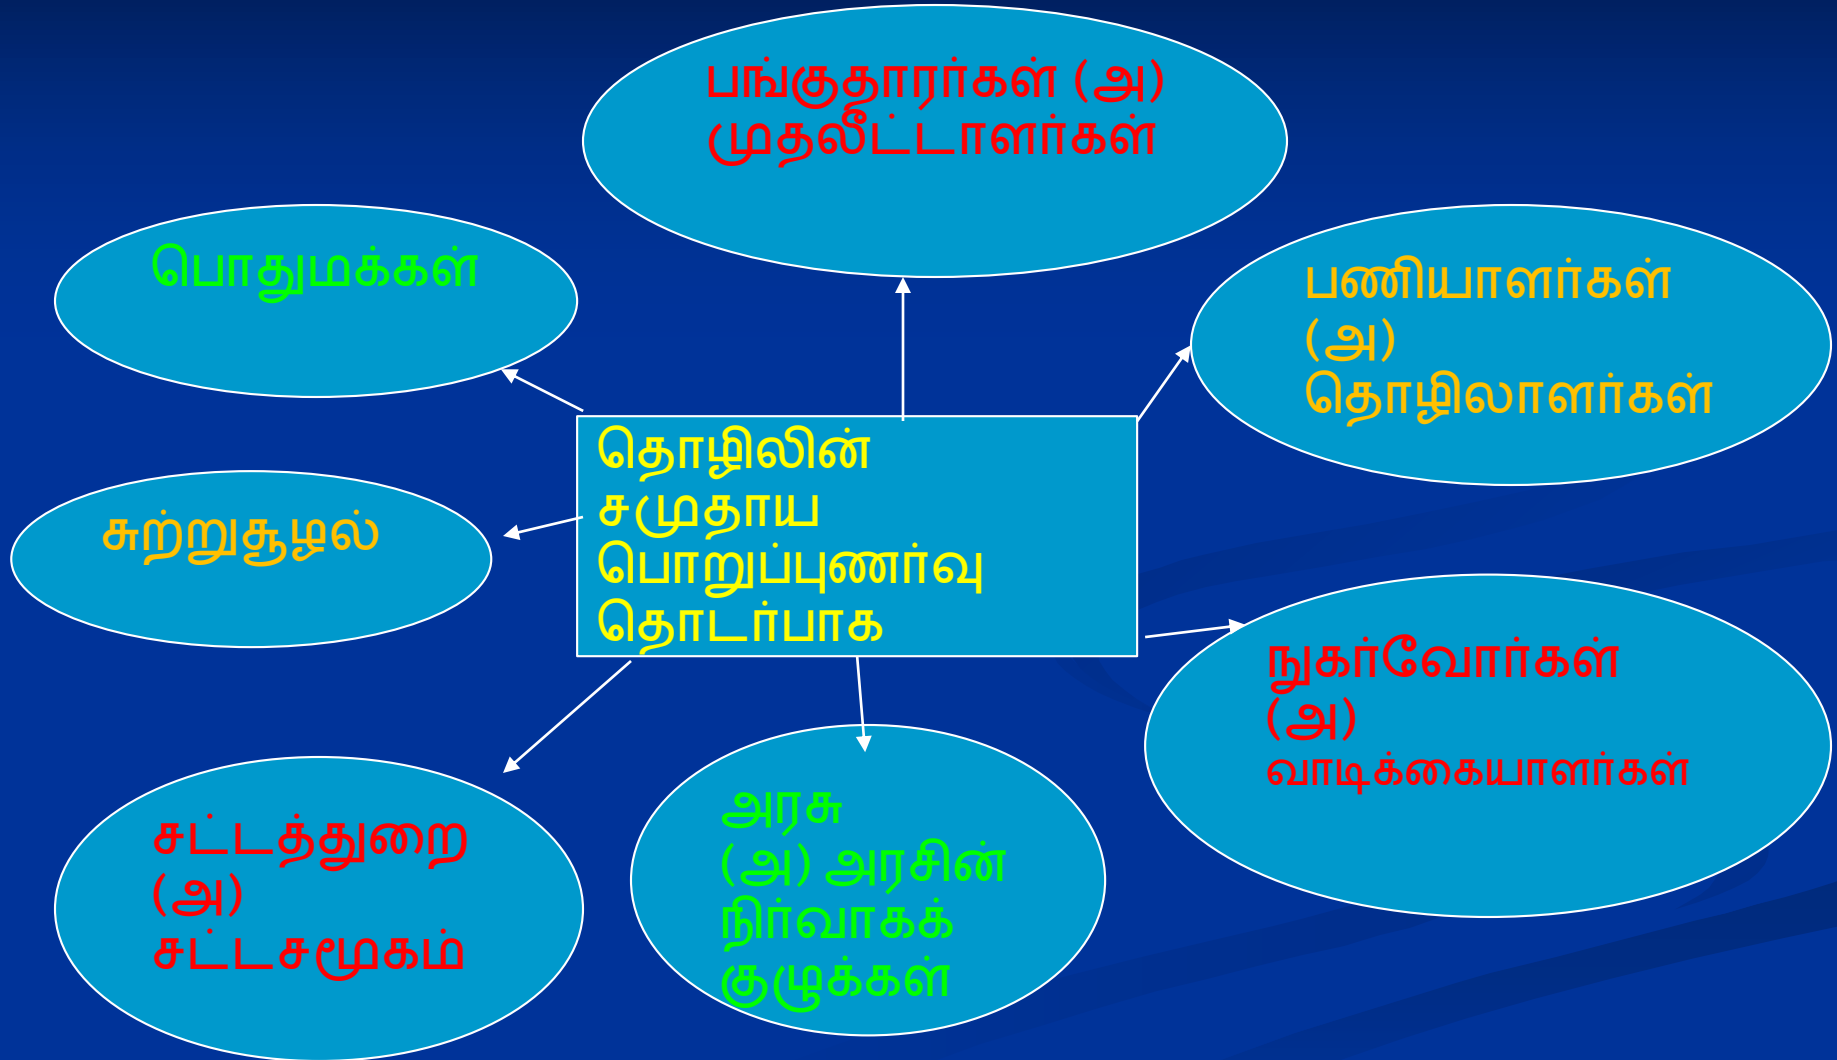 பங்குதாரர்கள் (அ)
முதலீட்டாளர்கள்
பொதுமக்கள்
பணியாளர்கள்
(அ)
தொழிலாளர்கள்
தொழிலின்
சமுதாய
பொறுப்புணர்வு
தொடர்பாக
சுற்றுசூழல்
நுகர்வோர்கள்
(அ)
வாடிக்கையாளர்கள்
சட்டத்துறை
(அ)
சட்டசமூகம்
அரசு
(அ) அரசின்
நிர்வாகக்
குழுக்கள்